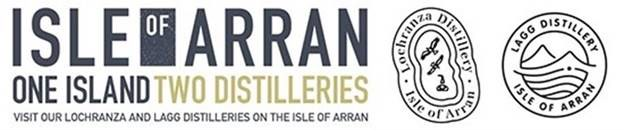 ISLE OF ARRAN
ONE ISLAND TWO DISTILLERIES
VISIT OUR LOCHRANZA AND LAGG DISTILLERIES ON THE ISLE OF ARRAN
Lochranza Distillery
Isle of Arran
LAGG DISTILLERY
ISLE OF ARRAN